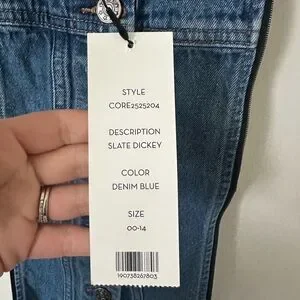 STYLE
CORE2525204
DESCRIPTION
SLATE DICKEY
COLOR
DENIM BLUE
SIZE
00-14
190738267803